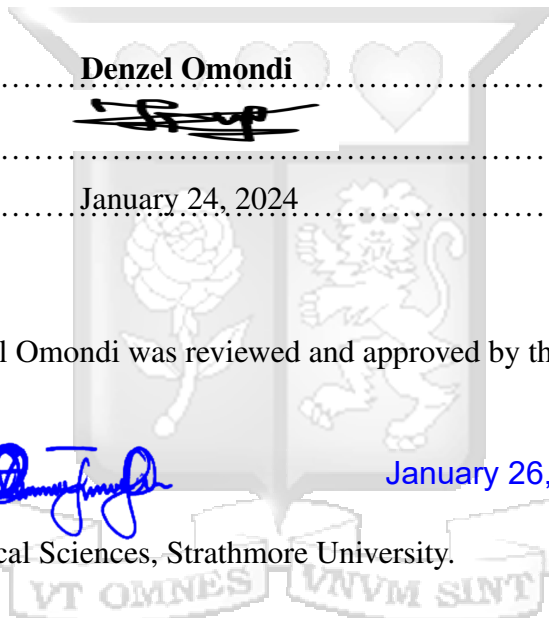 Denzel Omondi
January 24, 2024
l Omondi was reviewed and approved by th
January 26,
cal Sciences, Strathmore University.
VT OMNES VNVM SINT